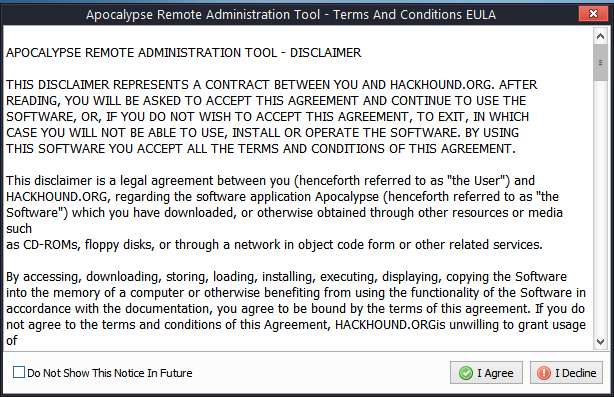 Apocalypse Remote Administration Tool - Terms And Conditions EULA
APOCALYPSE REMOTE ADMINISTRATION TOOL - DISCLAIMER
THIS DISCLAIMER REPRESENTS A CONTRACT BETWEEN YOU AND HACKHOUND.ORG. AFTER
READING, YOU WILL BE ASKED TO ACCEPT THIS AGREEMENT AND CONTINUE TO USE THE
SOFTWARE, OR, IF YOU DO NOT WISH TO ACCEPT THIS AGREEMENT, TO EXIT, IN WHICH
CASE YOU WILL NOT BE ABLE TO USE, INSTALL OR OPERATE THE SOFTWARE. BY USING
THIS SOFTWARE YOU ACCEPT ALL THE TERMS AND CONDITIONS OF THIS AGREEMENT.
This disclaimer is a legal agreement between you (henceforth referred to as "the User") and
HACKHOUND.ORG, regarding the software application Apocalypse (henceforth referred to as "the
Software") which you have downloaded, or otherwise obtained through other resources or media
such
as CD-ROMs, floppy disks, or through a network in object code form or other related services.
By accessing, downloading, storing, loading, installing, executing, displaying, copying the Software
into the memory of a computer or otherwise benefiting from using the functionality of the Software in
accordance with the documentation, you agree to be bound by the terms of this agreement. If you do
not agree to the terms and conditions of this Agreement, HACKHOUND.ORGis unwilling to grant usage
of
Do Not Show This Notice In Future
I Agree
I Decline